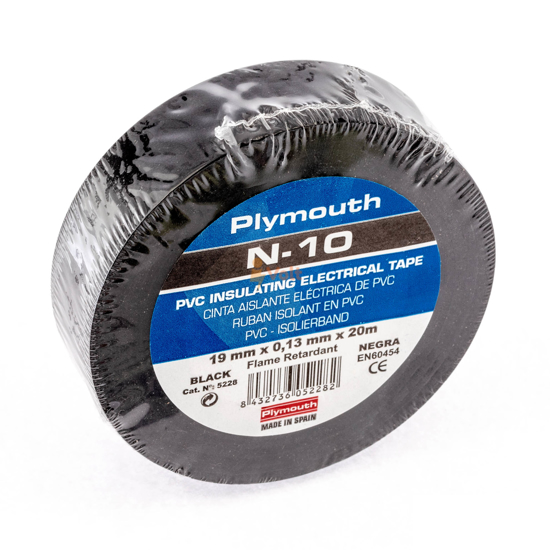 Plymouth
N-10
PVC INSULATING ELECTRICAL TAPE
CINTA AISLANTE ELÉCTRICA DE PVC
RUBAN ISOLANT EN PVC
PVC - ISOLIERBAND
19 mm x 0,13 mm x 20m
Flame Retardant
BLACK
Cat. Nº: 5228
NEGRA
EN60454
CE
8 432736 052282
Plymouth
MADE IN SPAIN